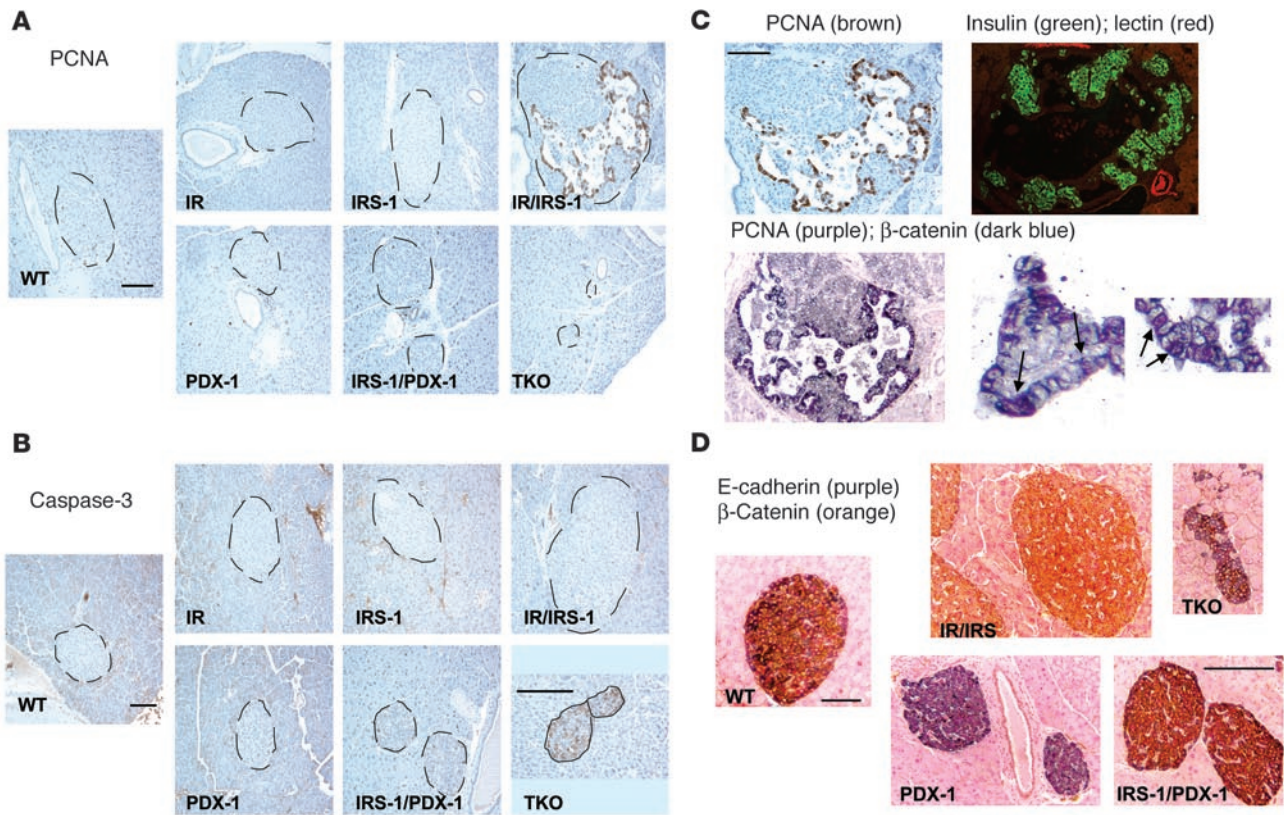 A
PCNA
WT
IR
IRS-1
IR/IRS-1
PDX-1
IRS-1/PDX-1
TKO
B
Caspase-3
WT
IR
IRS-1
IR/IRS-1
PDX-1
IRS-1/PDX-1
TKO
C
PCNA (brown)
Insulin (green); lectin (red)
PCNA (purple); β-catenin (dark blue)
D
E-cadherin (purple)
β-Catenin (orange)
WT
IR/IRS
TKO
PDX-1
IRS-1/PDX-1